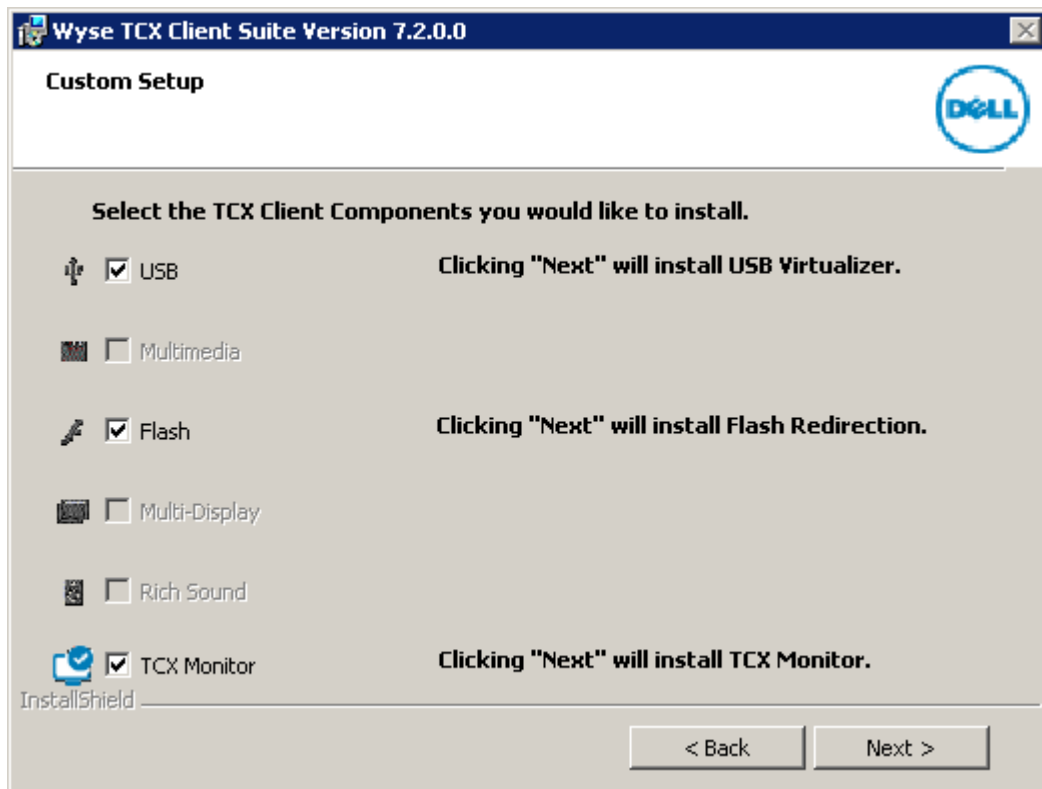 Wyse TCX Client Suite Version 7.2.0.0
Custom Setup
DELL
Select the TCX Client Components you would like to install.
USB Clicking "Next" will install USB Virtualizer.
Multimedia
Flash Clicking "Next" will install Flash Redirection.
Multi-Display
Rich Sound
TCX Monitor Clicking "Next" will install TCX Monitor.
InstallShield
< Back Next >